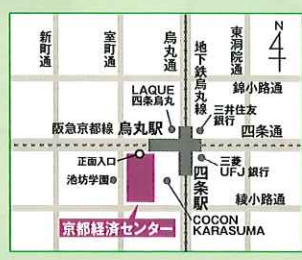 新町通
室町通
烏丸通
地下鉄烏丸線
東洞院通
N
錦小路通
LAQUE
四条烏丸
三井住友
銀行
阪急京都線 烏丸駅
四条通
正面入口
三菱
UFJ 銀行
池坊学園
四条駅
綾小路通
京都経済センター
COCON
KARASUMA